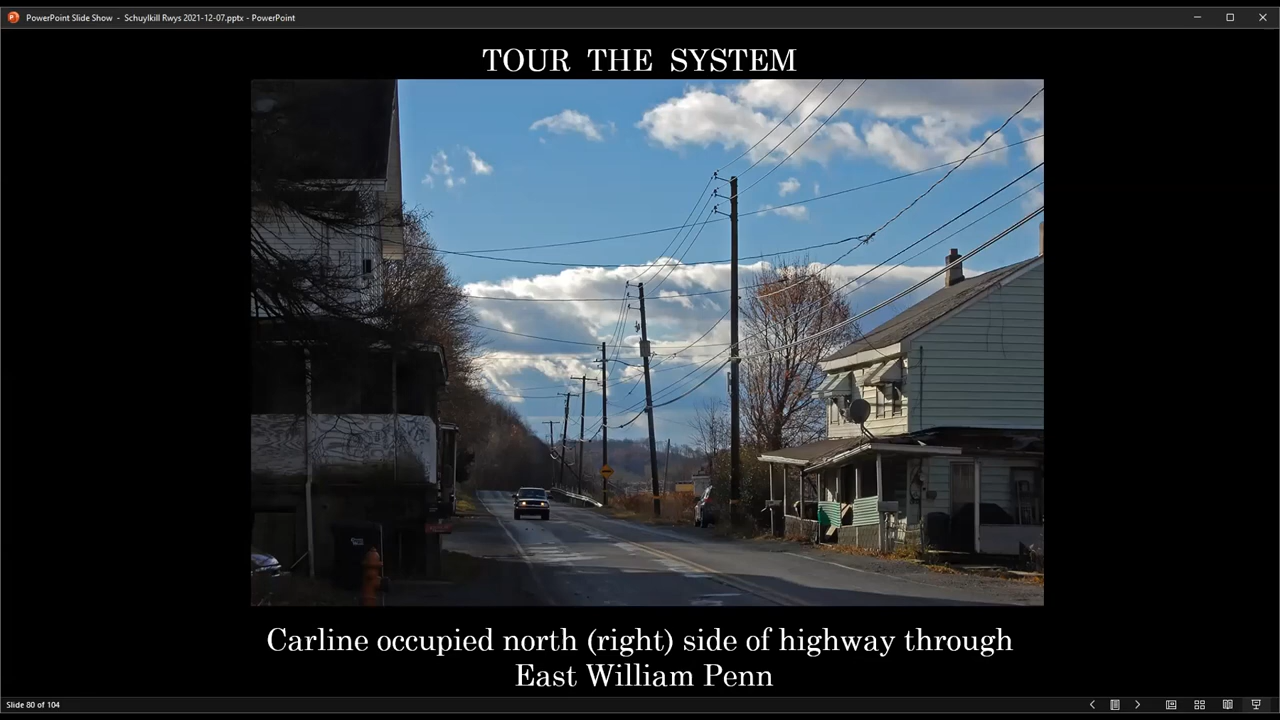 PowerPoint Slide Show - Schuylkill Rwys 2021-12-07.pptx - PowerPoint
TOUR THE SYSTEM
Carline occupied north (right) side of highway through
East William Penn
Slide 80 of 104